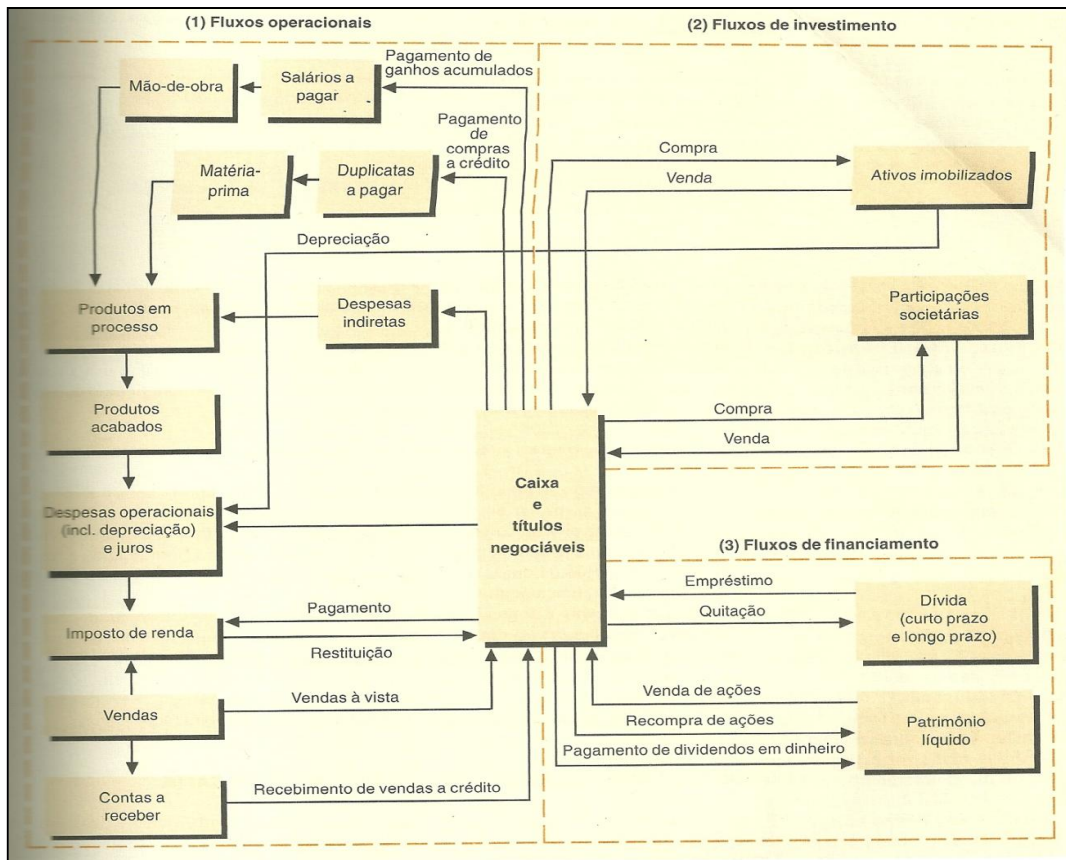 (1) Fluxos operacionais
(2) Fluxos de investimento
Mão-de-obra
Salários a
pagar
Pagamento de
ganhos acumulados
Pagamento
de
compras
a crédito
Matéria-
prima
Duplicatas
a pagar
Compra
Venda
Ativos imobilizados
Depreciação
Produtos em
processo
Despesas
indiretas
Participações
societárias
Produtos
acabados
Compra
Venda
Caixa
e
títulos
negociáveis
Despesas operacionais
(incl. depreciação)
e juros
(3) Fluxos de financiamento
Empréstimo
Quitação
Dívida
(curto prazo
e longo prazo)
Imposto de renda
Pagamento
Restituição
Vendas
Vendas à vista
Venda de ações
Recompra de ações
Pagamento de dividendos em dinheiro
Patrimônio
líquido
Contas a
receber
Recebimento de vendas a crédito